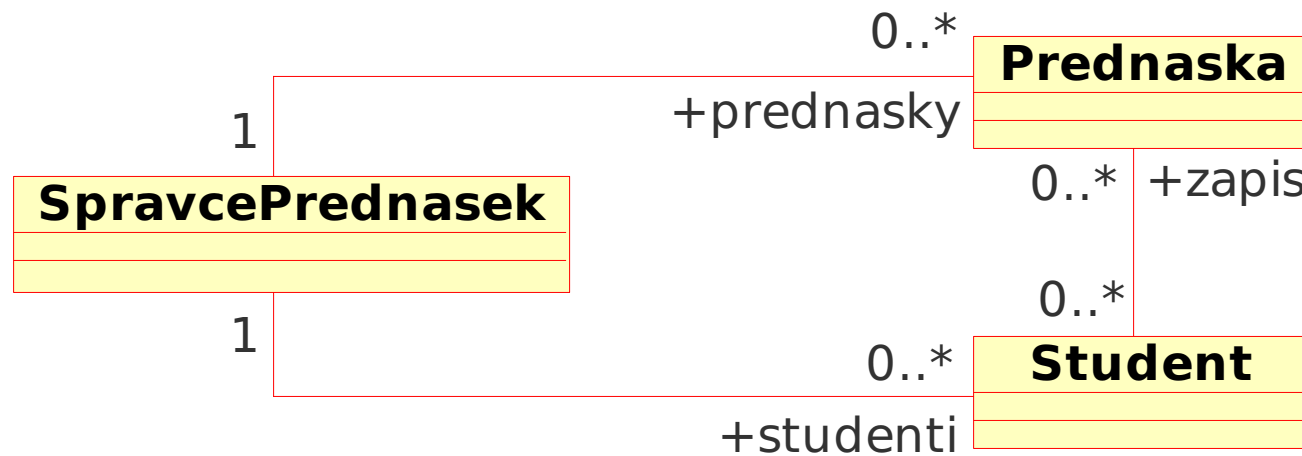 0..*
Prednaska
+prednasky
1
0..* +zapis
SpravcePrednasek
0..*
1
0..*
Student
+studenti